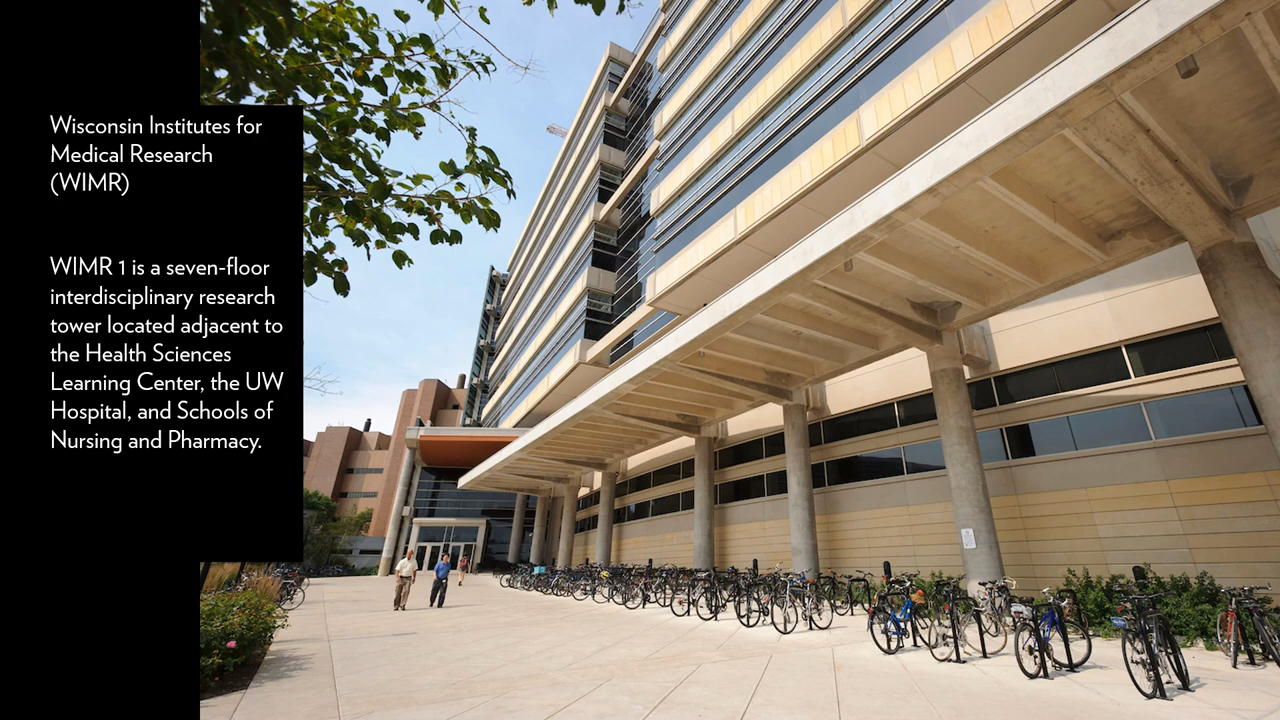 Wisconsin Institutes for
Medical Research
(WIMR)
WIMR 1 is a seven-floor
interdisciplinary research
tower located adjacent to
the Health Sciences
Learning Center, the UW
Hospital, and Schools of
Nursing and Pharmacy.